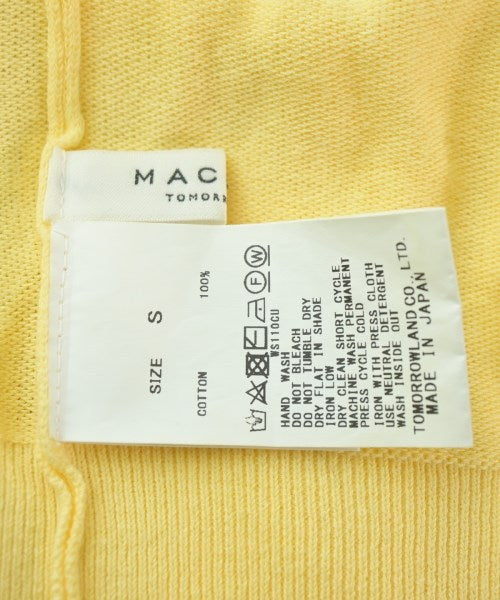 MAC
TOMORR
SIZE S
COTTON 100%
WS110CU
HAND WASH
DO NOT BLEACH
DO NOT TUMBLE DRY
DRY FLAT IN SHADE
IRON LOW
DRY CLEAN SHORT CYCLE
MACHINE WASH PERMANENT
PRESS CYCLE COLD
IRON WITH PRESS CLOTH
USE NEUTRAL DETERGENT
WASH INSIDE OUT
TOMORROWLAND CO., LTD.
MADE IN JAPAN